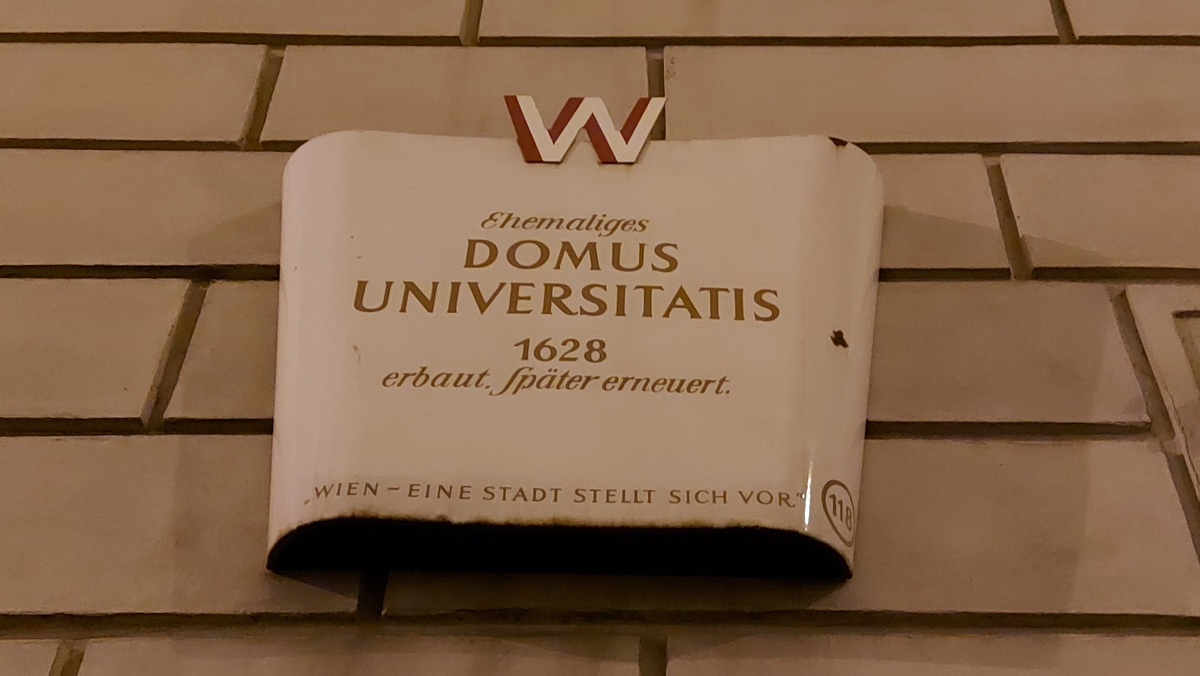 W
Ehemaliges
DOMUS
UNIVERSITATIS
1628
erbaut. Später erneuert.
„WIEN – EINE STADT STELLT SICH VOR.“
118